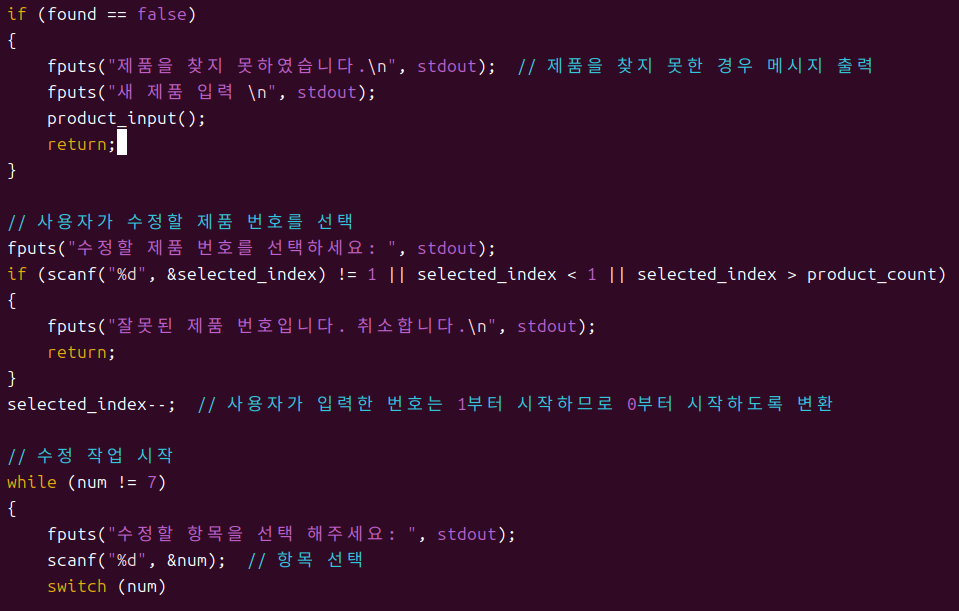 if (found == false)
{
    fputs("제품을 찾지 못하였습니다.\n", stdout);  // 제품을 찾지 못한 경우 메시지 출력
    fputs("새 제품 입력 \n", stdout);
    product_input();
    return;
}

// 사용자가 수정할 제품 번호를 선택
fputs("수정할 제품 번호를 선택하세요: ", stdout);
if (scanf("%d", &selected_index) != 1 || selected_index < 1 || selected_index > product_count)
{
    fputs("잘못된 제품 번호입니다. 취소합니다.\n", stdout);
    return;
}
selected_index--;  // 사용자가 입력한 번호는 1부터 시작하므로 0부터 시작하도록 변환

// 수정 작업 시작
while (num != 7)
{
    fputs("수정할 항목을 선택 해주세요: ", stdout);
    scanf("%d", &num);  // 항목 선택
    switch (num)